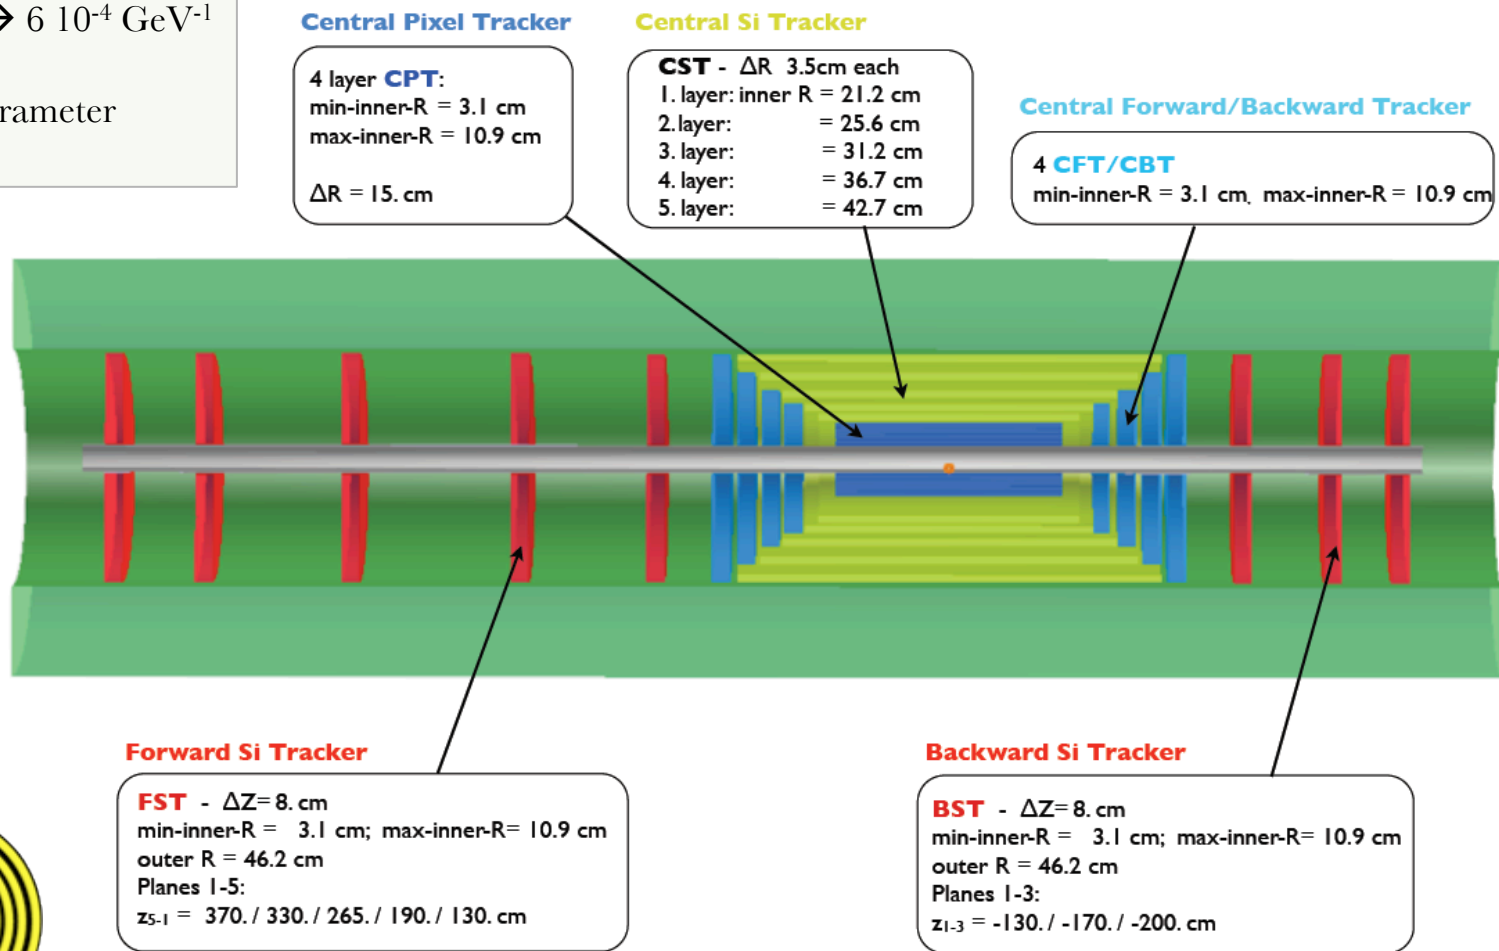 → 6 10⁻⁴ GeV⁻¹
rameter
Central Pixel Tracker
4 layer CPT:
min-inner-R = 3.1 cm
max-inner-R = 10.9 cm
ΔR = 15. cm
Central Si Tracker
CST - ΔR 3.5cm each
1. layer: inner R = 21.2 cm
2. layer: = 25.6 cm
3. layer: = 31.2 cm
4. layer: = 36.7 cm
5. layer: = 42.7 cm
Central Forward/Backward Tracker
4 CFT/CBT
min-inner-R = 3.1 cm, max-inner-R = 10.9 cm
Forward Si Tracker
FST - ΔZ= 8. cm
min-inner-R = 3.1 cm; max-inner-R= 10.9 cm
outer R = 46.2 cm
Planes 1-5:
z₅₋₁ = 370. / 330. / 265. / 190. / 130. cm
Backward Si Tracker
BST - ΔZ= 8. cm
min-inner-R = 3.1 cm; max-inner-R= 10.9 cm
outer R = 46.2 cm
Planes 1-3:
z₁₋₃ = -130. / -170. / -200. cm